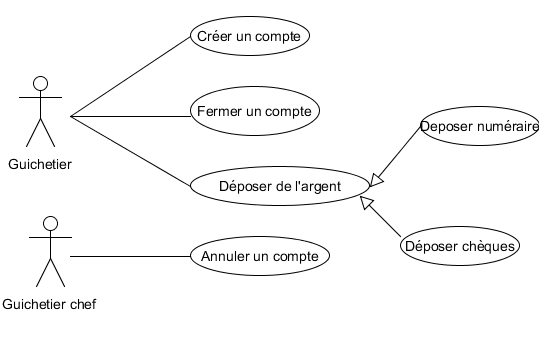 Créer un compte
Fermer un compte
Deposer numéraire
Guichetier
Déposer de l'argent
Déposer chèques
Annuler un compte
Guichetier chef